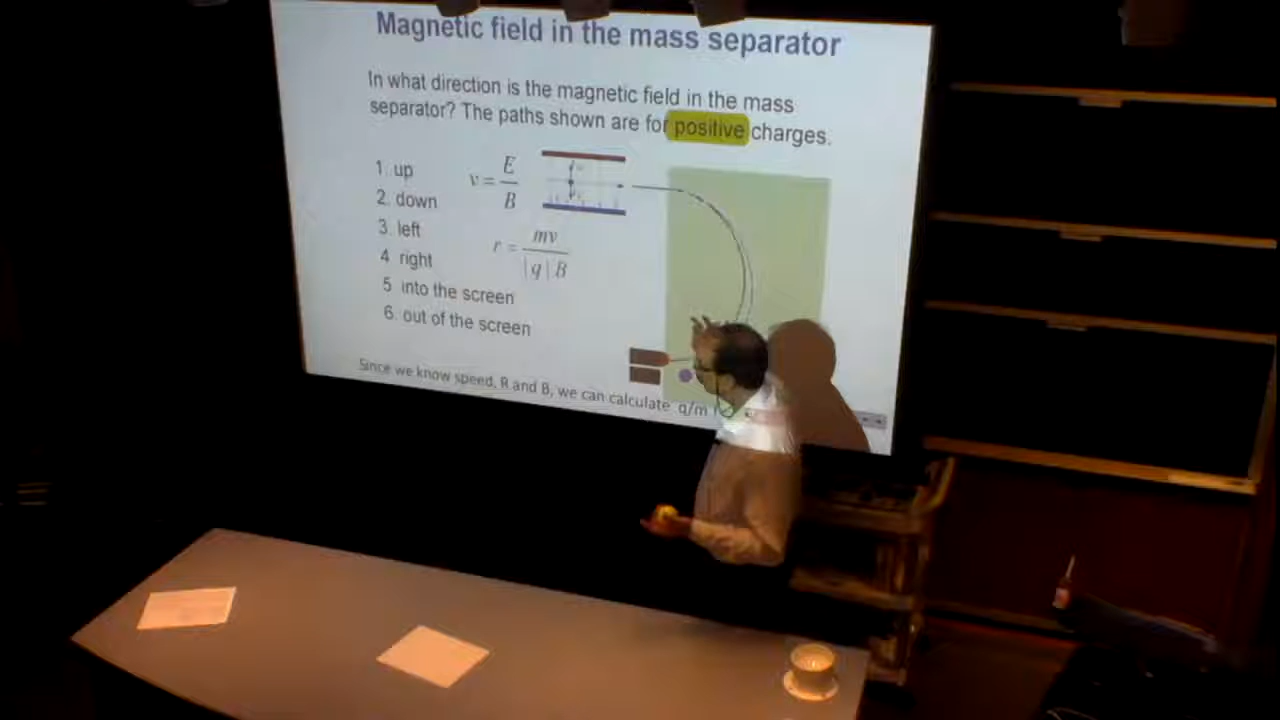 Magnetic field in the mass separator
In what direction is the magnetic field in the mass
separator? The paths shown are for positive charges.
1. up
2. down
3. left
4. right
5 into the screen
6. out of the screen
v = E / B
r = mv / |q| B
Since we know speed, R and B, we can calculate q/m